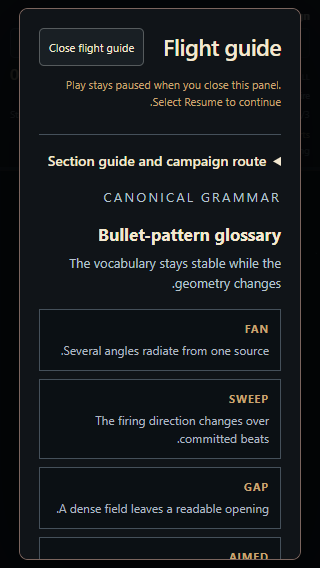 Flight guide
Close flight guide
Play stays paused when you close this panel.
Select Resume to continue.
Section guide and campaign route
CANONICAL GRAMMAR
Bullet-pattern glossary
The vocabulary stays stable while the
geometry changes.
FAN
Several angles radiate from one source.
SWEEP
The firing direction changes over
committed beats.
GAP
A dense field leaves a readable opening.
AIMED